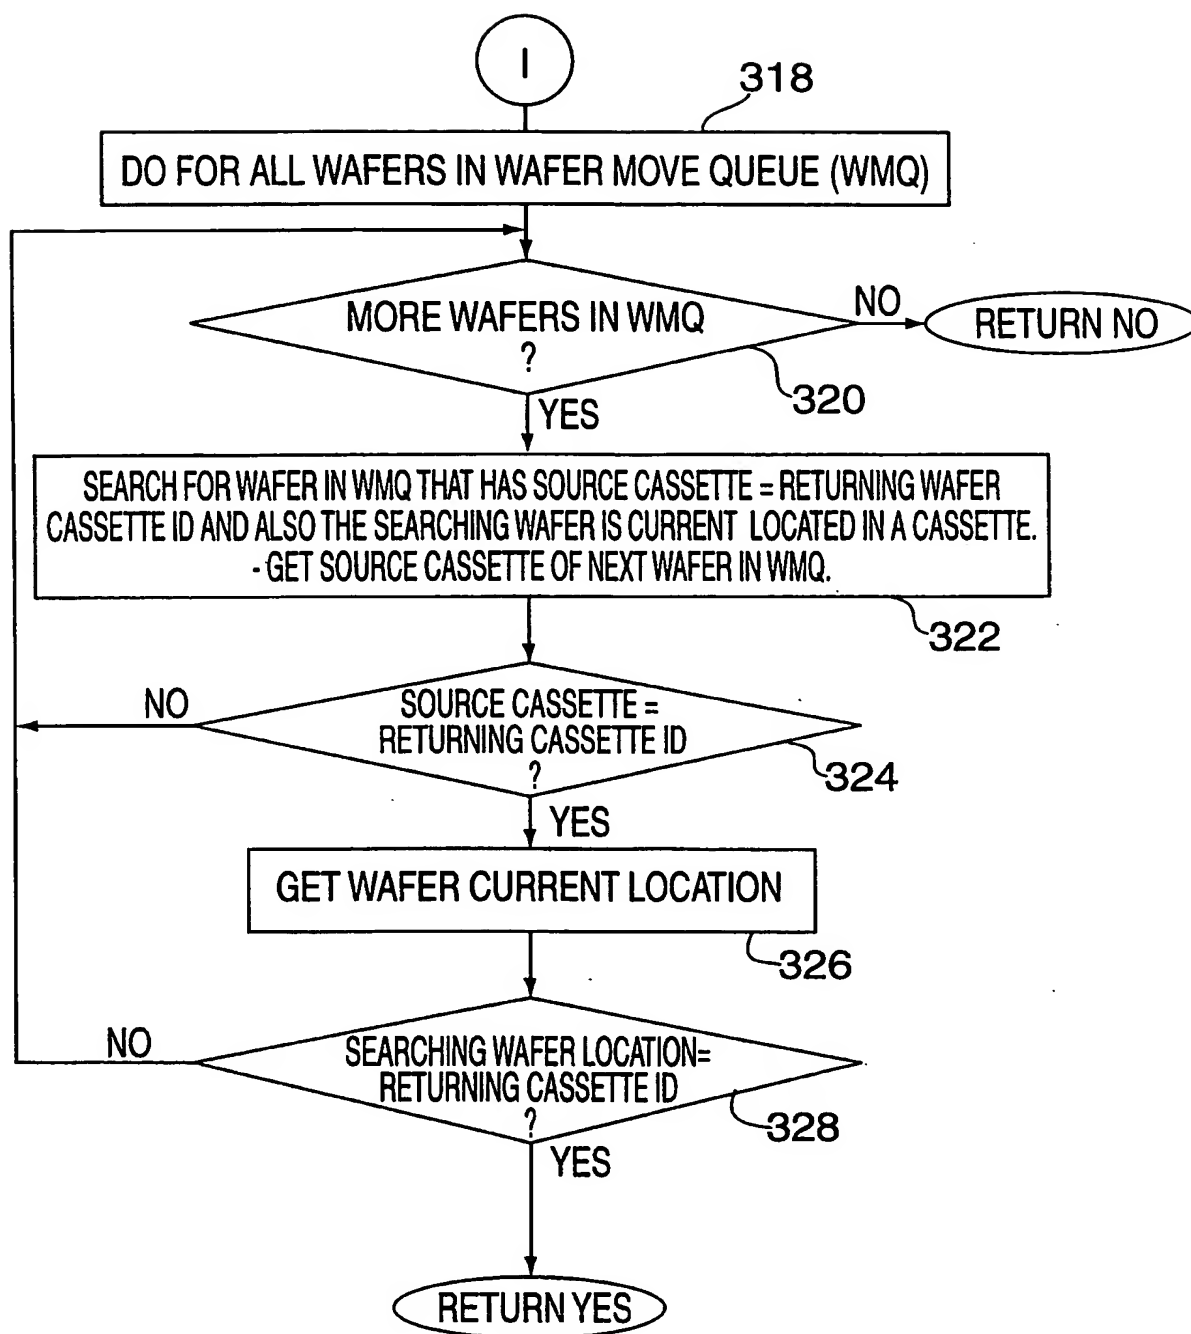 I
318
DO FOR ALL WAFERS IN WAFER MOVE QUEUE (WMQ)
MORE WAFERS IN WMQ
?
NO
RETURN NO
320
YES
SEARCH FOR WAFER IN WMQ THAT HAS SOURCE CASSETTE = RETURNING WAFER
CASSETTE ID AND ALSO THE SEARCHING WAFER IS CURRENT LOCATED IN A CASSETTE.
- GET SOURCE CASSETTE OF NEXT WAFER IN WMQ.
322
NO
SOURCE CASSETTE =
RETURNING CASSETTE ID
?
324
YES
GET WAFER CURRENT LOCATION
326
NO
SEARCHING WAFER LOCATION=
RETURNING CASSETTE ID
?
328
YES
RETURN YES